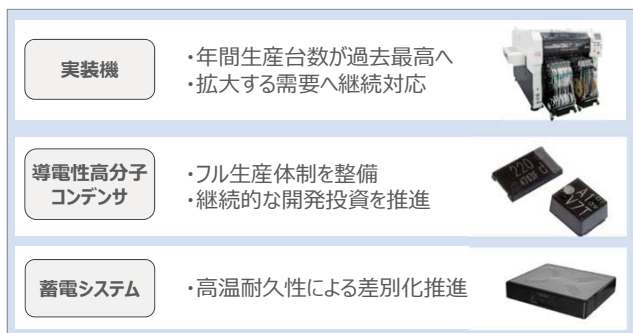 実装機
・年間生産台数が過去最高へ
・拡大する需要へ継続対応
導電性高分子
コンデンサ
・フル生産体制を整備
・継続的な開発投資を推進
220
d
A1
V7T
蓄電システム
・高温耐久性による差別化推進